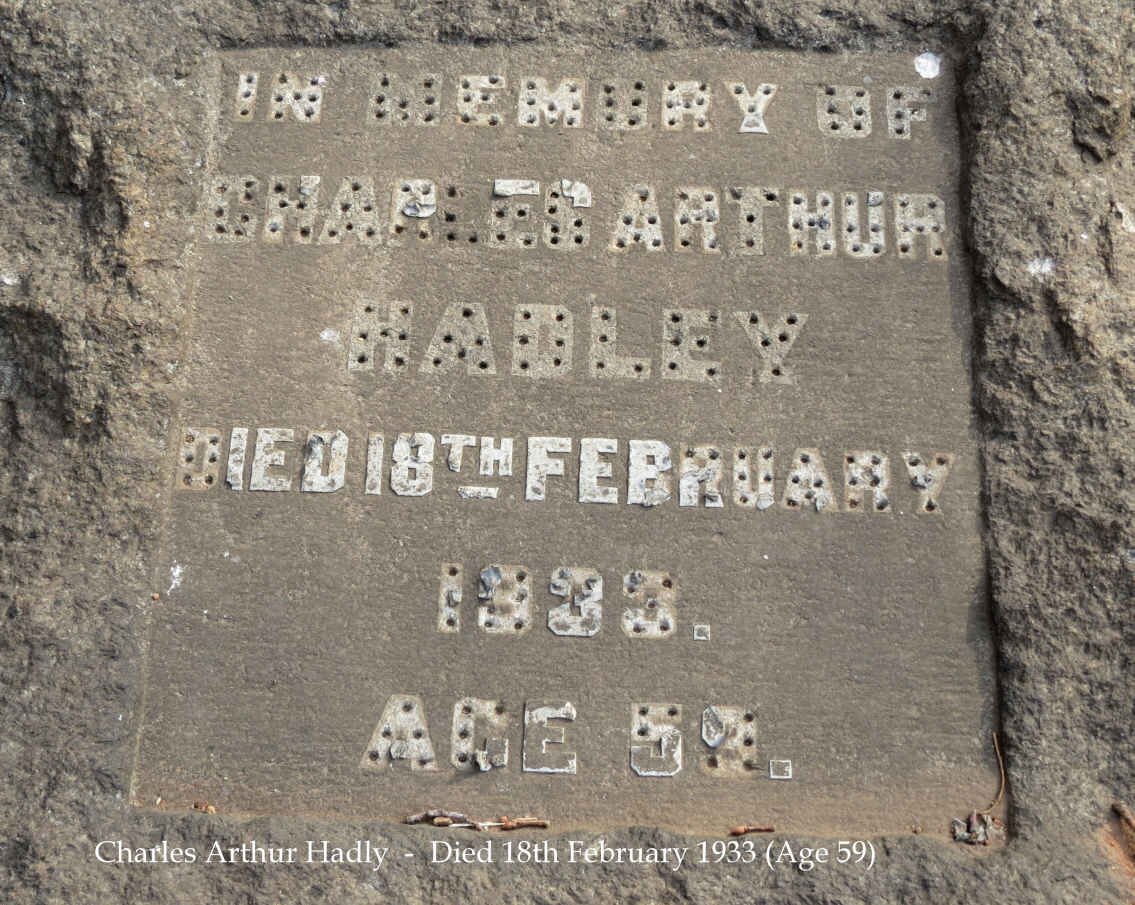 IN MEMORY OF
CHARLES ARTHUR
HADLEY
DIED 18TH FEBRUARY
1933.
AGE 59.
Charles Arthur Hadly - Died 18th February 1933 (Age 59)